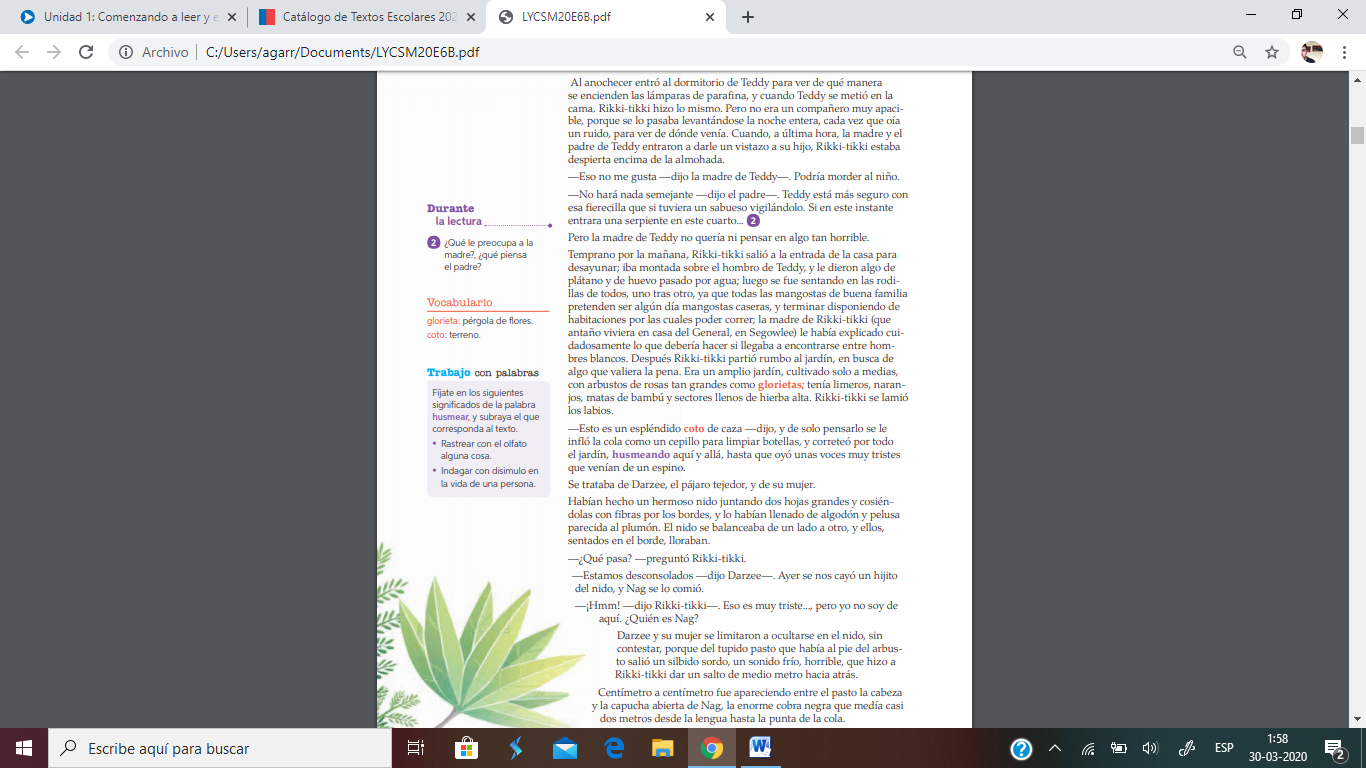 Unidad 1: Comenzando a leer y e
Catálogo de Textos Escolares 202
LYCSM20E6B.pdf
Archivo
C:/Users/agarr/Documents/LYCSM20E6B.pdf
Al anochecer entró al dormitorio de Teddy para ver de qué manera
se encienden las lámparas de parafina, y cuando Teddy se metió en la
cama, Rikki-tikki hizo lo mismo. Pero no era un compañero muy apaci-
ble, porque se lo pasaba levantándose la noche entera, cada vez que oía
un ruido, para ver de dónde venía. Cuando, a última hora, la madre y el
padre de Teddy entraron a darle un vistazo a su hijo, Rikki-tikki estaba
despierta encima de la almohada.
—Eso no me gusta —dijo la madre de Teddy—. Podría morder al niño.
—No hará nada semejante —dijo el padre—. Teddy está más seguro con
esa fierecilla que si tuviera un sabueso vigilándolo. Si en este instante
entrara una serpiente en este cuarto... 2
Durante
la lectura
2 ¿Qué le preocupa a la
madre?, ¿qué piensa
el padre?
Pero la madre de Teddy no quería ni pensar en algo tan horrible.
Temprano por la mañana, Rikki-tikki salió a la entrada de la casa para
desayunar; iba montada sobre el hombro de Teddy, y le dieron algo de
plátano y de huevo pasado por agua; luego se fue sentando en las rodi-
llas de todos, uno tras otro, ya que todas las mangostas de buena familia
pretenden ser algún día mangostas caseras, y terminar disponiendo de
habitaciones por las cuales poder correr; la madre de Rikki-tikki (que
antaño viviera en casa del General, en Segowlee) le había explicado cui-
dadosamente lo que debería hacer si llegaba a encontrarse entre hom-
bres blancos. Después Rikki-tikki partió rumbo al jardín, en busca de
algo que valiera la pena. Era un amplio jardín, cultivado solo a medias,
con arbustos de rosas tan grandes como glorietas; tenía limeros, naran-
jos, matas de bambú y sectores llenos de hierba alta. Rikki-tikki se lamió
los labios.
Vocabulario
glorieta: pérgola de flores.
coto: terreno.
Trabajo con palabras
Fíjate en los siguientes
significados de la palabra
husmear, y subraya el que
corresponda al texto.
• Rastrear con el olfato
alguna cosa.
• Indagar con disimulo en
la vida de una persona.
—Esto es un espléndido coto de caza —dijo, y de solo pensarlo se le
infló la cola como un cepillo para limpiar botellas, y correteó por todo
el jardín, husmeando aquí y allá, hasta que oyó unas voces muy tristes
que venían de un espino.
Se trataba de Darzee, el pájaro tejedor, y de su mujer.
Habían hecho un hermoso nido juntando dos hojas grandes y cosién-
dolas con fibras por los bordes, y lo habían llenado de algodón y pelusa
parecida al plumón. El nido se balanceaba de un lado a otro, y ellos,
sentados en el borde, lloraban.
—¿Qué pasa? —preguntó Rikki-tikki.
—Estamos desconsolados —dijo Darzee—. Ayer se nos cayó un hijito
del nido, y Nag se lo comió.
—¡Hmm! —dijo Rikki-tikki—. Eso es muy triste..., pero yo no soy de
aquí. ¿Quién es Nag?
Darzee y su mujer se limitaron a ocultarse en el nido, sin
contestar, porque del tupido pasto que había al pie del arbus-
to salió un silbido sordo, un sonido frío, horrible, que hizo a
Rikki-tikki dar un salto de medio metro hacia atrás.
Centímetro a centímetro fue apareciendo entre el pasto la cabeza
y la capucha abierta de Nag, la enorme cobra negra que medía casi
dos metros desde la lengua hasta la punta de la cola.
Escribe aquí para buscar
ESP
1:58
30-03-2020
2